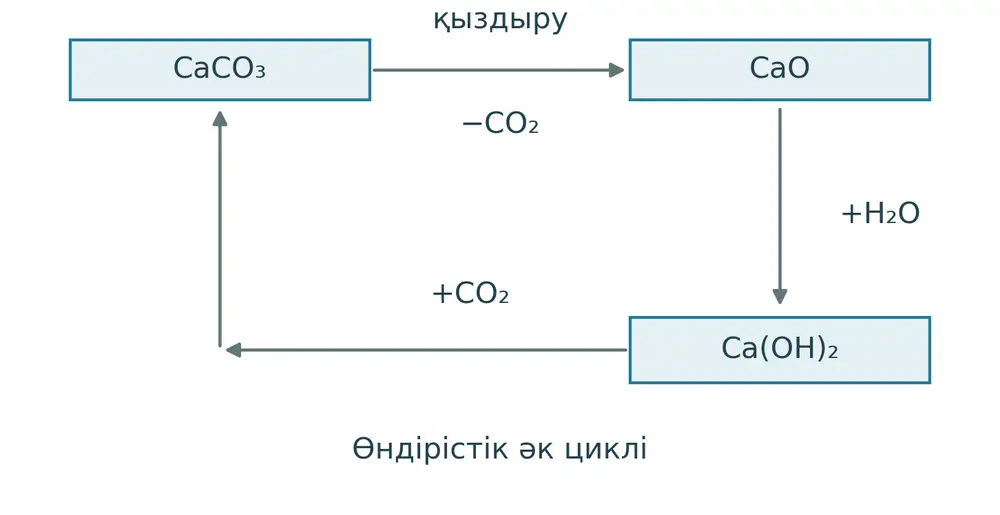 қыздыру
CaCO₃
CaO
−CO₂
+H₂O
+CO₂
Ca(OH)₂
Өндірістік әк циклі